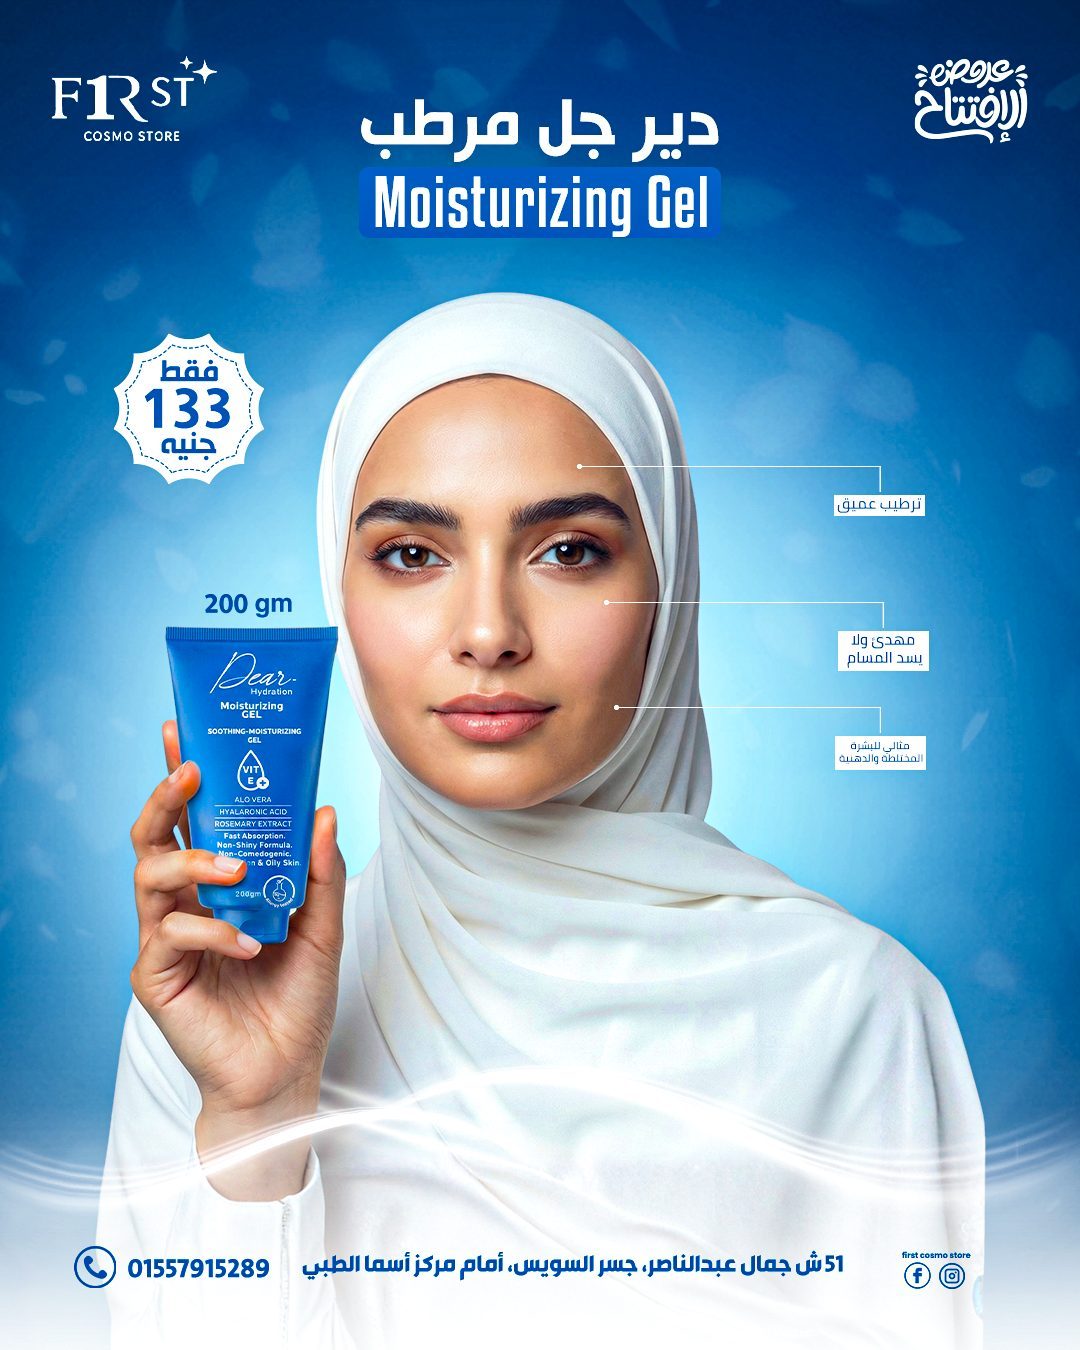 F1RST
COSMO STORE
عروض
الإفتتاح
دير جل مرطب
Moisturizing Gel
فقط
133
جنيه
ترطيب عميق
مهدئ ولا
يسد المسام
مثالي للبشرة
المختلطة والدهنية
200 gm
Dear-
Hydration
Moisturizing
GEL
SOOTHING-MOISTURIZING
GEL
VIT
E
ALO VERA
HYALARONIC ACID
ROSEMARY EXTRACT
Fast Absorption.
Non-Shiny Formula.
Non-Comedogenic.
& Oily Skin.
200gm
01557915289
51 ش جمال عبدالناصر، جسر السويس، أمام مركز أسما الطبي
first cosmo store